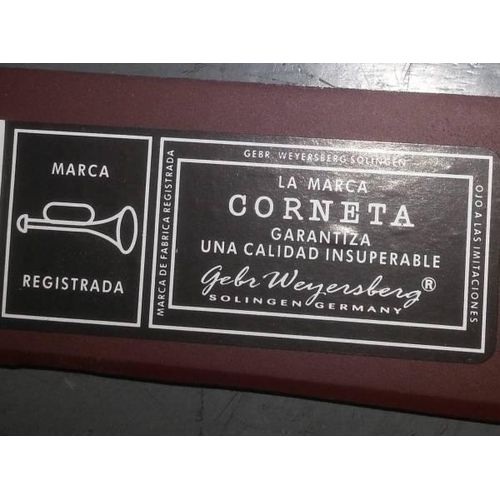 MARCA
REGISTRADA
MARCA DE FABRICA REGISTRADA
GEBR. WEYERSBERG SOLINGEN
LA MARCA
CORNETA
GARANTIZA
UNA CALIDAD INSUPERABLE
Gebr Weyersberg ®
SOLINGEN GERMANY
OJO A LAS IMITACIONES